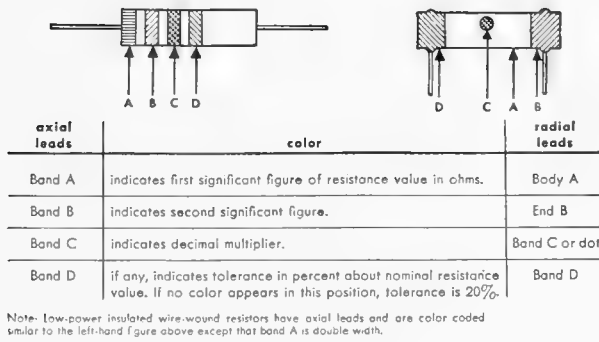 A B C D
D C A B
axial leads color radial leads
Band A indicates first significant figure of resistance value in ohms. Body A
Band B indicates second significant figure. End B
Band C indicates decimal multiplier. Band C or dot
Band D if any, indicates tolerance in percent about nominal resistance Band D
value. If no color appears in this position, tolerance is 20%.
Note- Low-power insulated wire-wound resistors have axial leads and are color coded
similar to the left-hand figure above except that band A is double width.